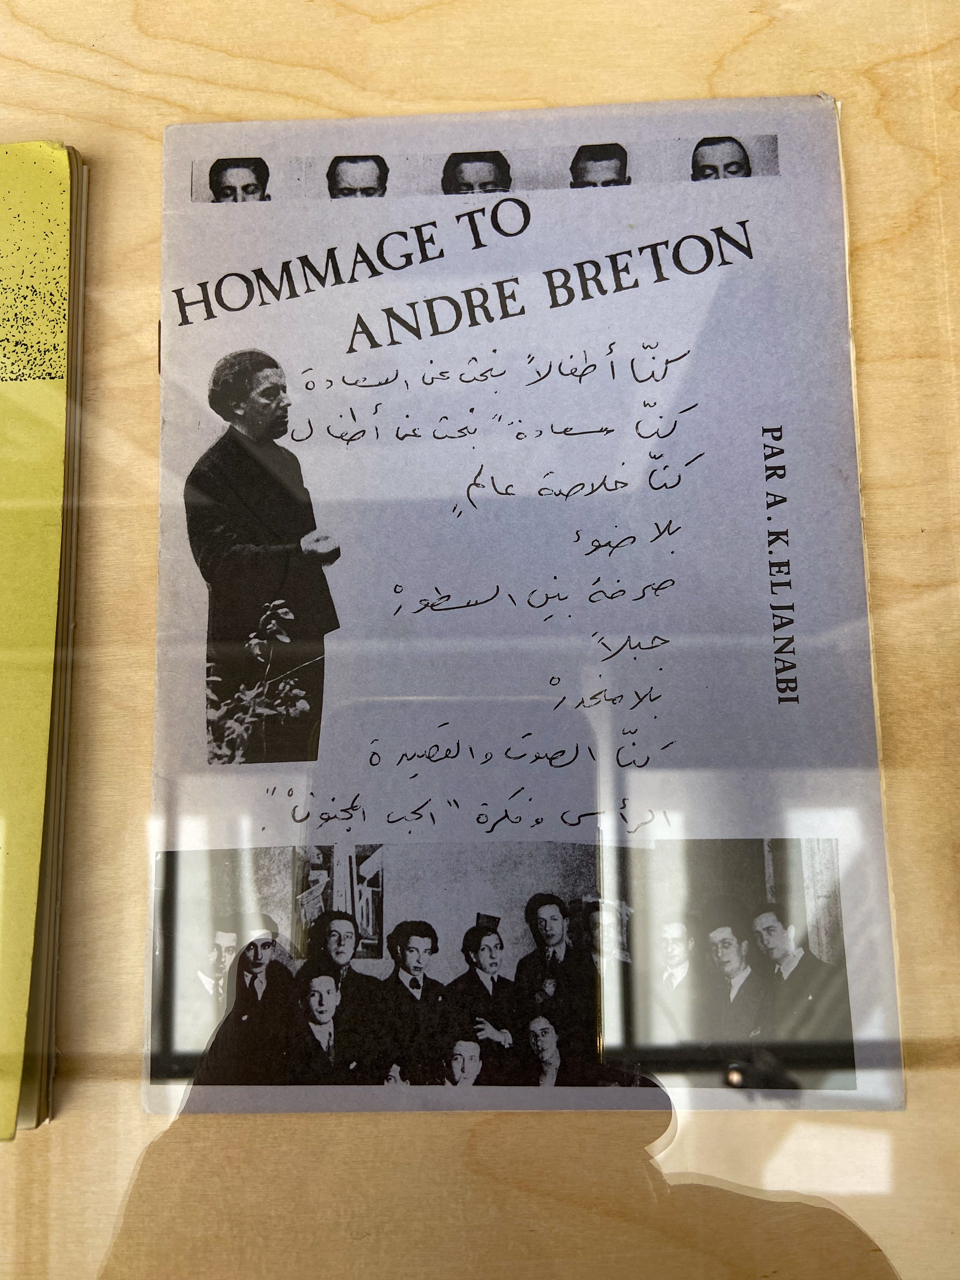 HOMMAGE TO
ANDRE BRETON
كنّا أطفالاً نبحث عن السعادة
كنّا سعادةً نبحث عن أطفال
كنّا خلاصة عالمٍ
بلا ضوء
صرخة بين السطورْ
جبلاً
بلا منحدرْ
كنّا الصوت والقصيدة
الرأس وفكرة "الحب المجنون"
PAR A. K. EL JANABI